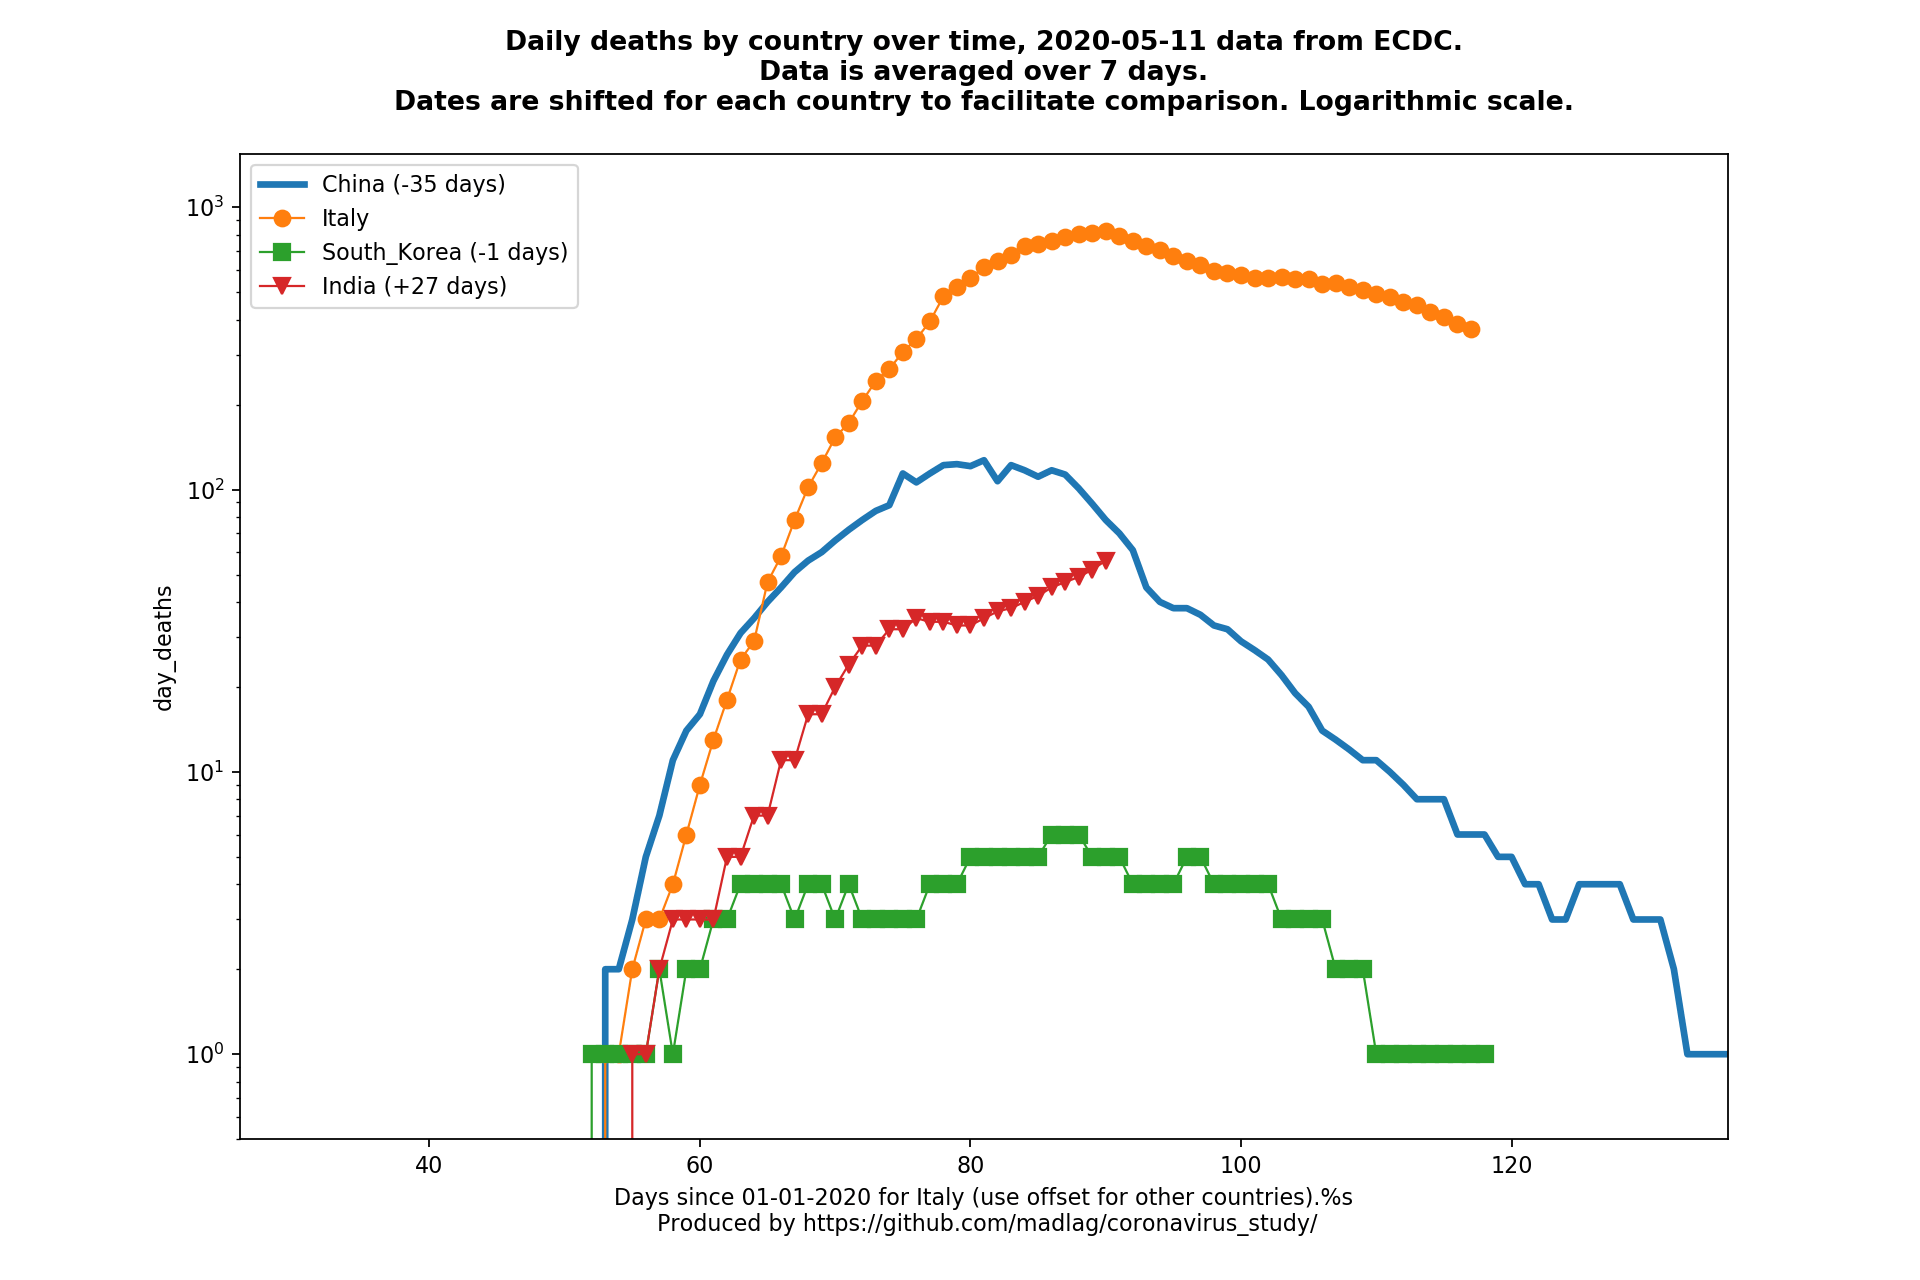 Daily deaths by country over time, 2020-05-11 data from ECDC.
Data is averaged over 7 days.
Dates are shifted for each country to facilitate comparison. Logarithmic scale.
China (-35 days)
Italy
South_Korea (-1 days)
India (+27 days)
10³
10²
10¹
10⁰
day_deaths
40 60 80 100 120
Days since 01-01-2020 for Italy (use offset for other countries).%s
Produced by https://github.com/madlag/coronavirus_study/